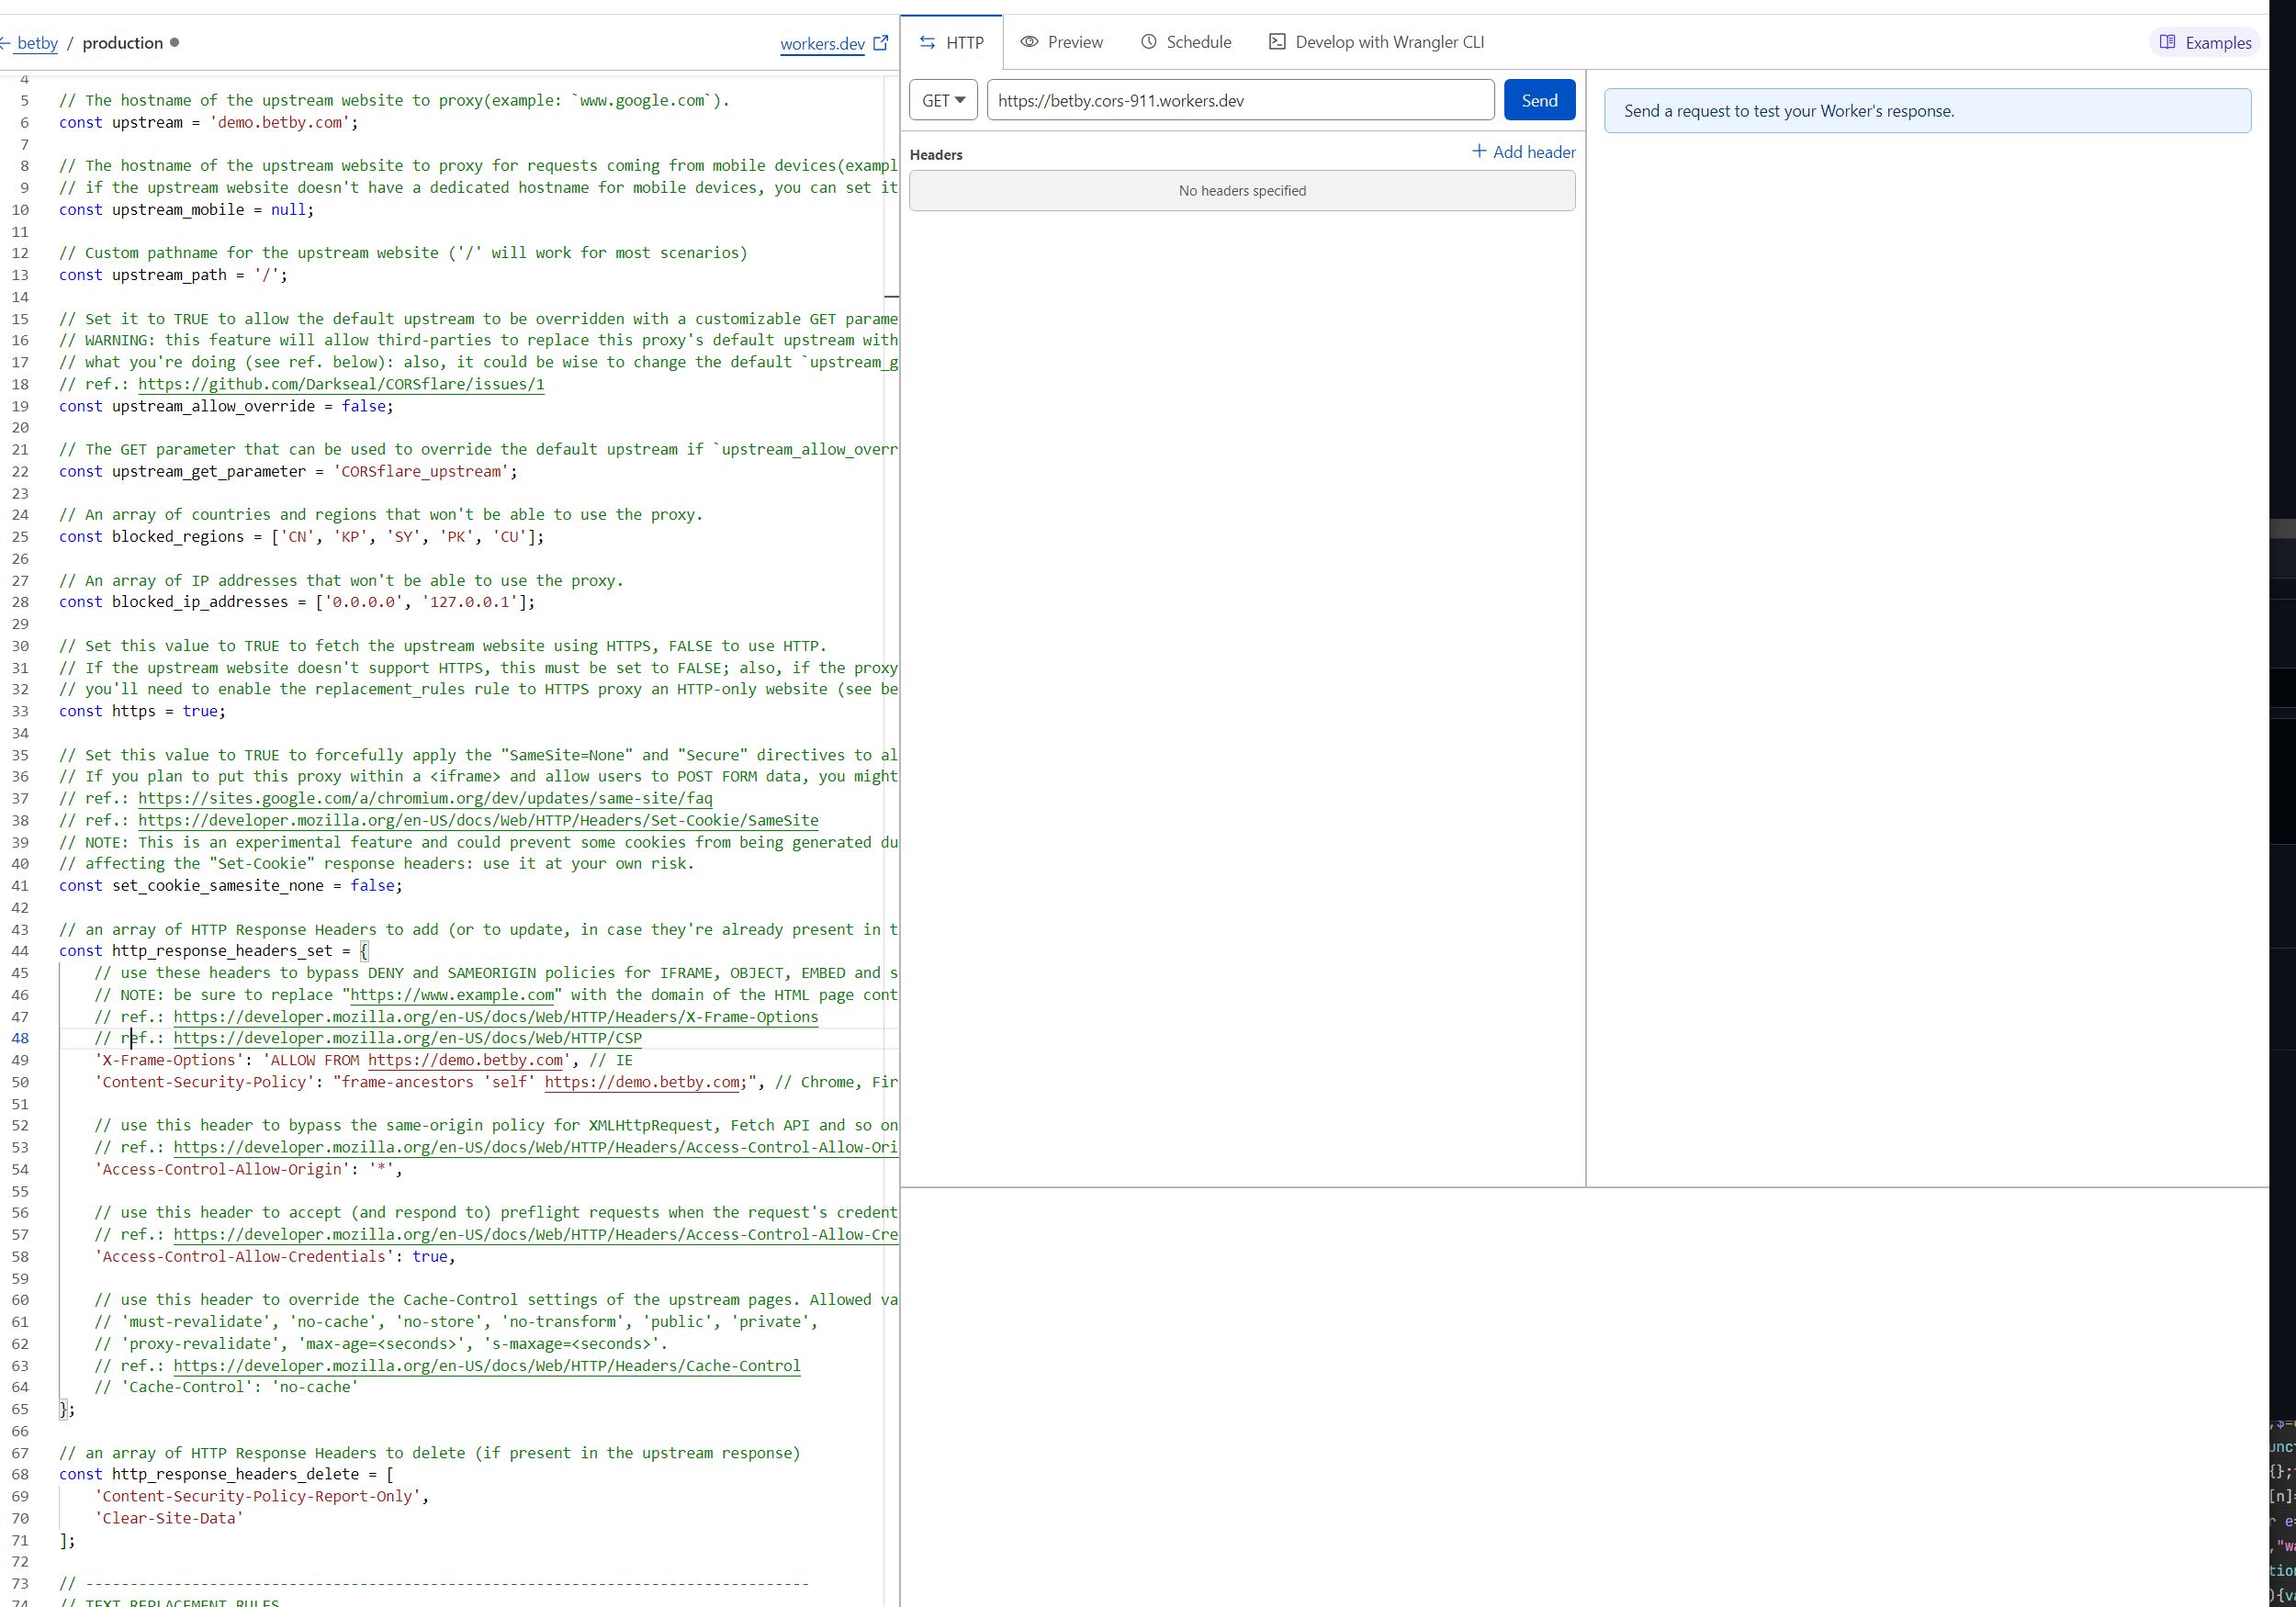 betby / production
workers.dev
HTTP
Preview
Schedule
Develop with Wrangler CLI
Examples
4
5 // The hostname of the upstream website to proxy(example: `www.google.com`).
6 const upstream = 'demo.betby.com';
7
8 // The hostname of the upstream website to proxy for requests coming from mobile devices(exampl
9 // if the upstream website doesn't have a dedicated hostname for mobile devices, you can set it
10 const upstream_mobile = null;
11
12 // Custom pathname for the upstream website ('/' will work for most scenarios)
13 const upstream_path = '/';
14
15 // Set it to TRUE to allow the default upstream to be overridden with a customizable GET parame
16 // WARNING: this feature will allow third-parties to replace this proxy's default upstream with
17 // what you're doing (see ref. below): also, it could be wise to change the default `upstream_g
18 // ref.: https://github.com/Darkseal/CORSflare/issues/1
19 const upstream_allow_override = false;
20
21 // The GET parameter that can be used to override the default upstream if `upstream_allow_overr
22 const upstream_get_parameter = 'CORSflare_upstream';
23
24 // An array of countries and regions that won't be able to use the proxy.
25 const blocked_regions = ['CN', 'KP', 'SY', 'PK', 'CU'];
26
27 // An array of IP addresses that won't be able to use the proxy.
28 const blocked_ip_addresses = ['0.0.0.0', '127.0.0.1'];
29
30 // Set this value to TRUE to fetch the upstream website using HTTPS, FALSE to use HTTP.
31 // If the upstream website doesn't support HTTPS, this must be set to FALSE; also, if the proxy
32 // you'll need to enable the replacement_rules rule to HTTPS proxy an HTTP-only website (see be
33 const https = true;
34
35 // Set this value to TRUE to forcefully apply the "SameSite=None" and "Secure" directives to al
36 // If you plan to put this proxy within a <iframe> and allow users to POST FORM data, you might
37 // ref.: https://sites.google.com/a/chromium.org/dev/updates/same-site/faq
38 // ref.: https://developer.mozilla.org/en-US/docs/Web/HTTP/Headers/Set-Cookie/SameSite
39 // NOTE: This is an experimental feature and could prevent some cookies from being generated du
40 // affecting the "Set-Cookie" response headers: use it at your own risk.
41 const set_cookie_samesite_none = false;
42
43 // an array of HTTP Response Headers to add (or to update, in case they're already present in t
44 const http_response_headers_set = {
45 // use these headers to bypass DENY and SAMEORIGIN policies for IFRAME, OBJECT, EMBED and s
46 // NOTE: be sure to replace "https://www.example.com" with the domain of the HTML page cont
47 // ref.: https://developer.mozilla.org/en-US/docs/Web/HTTP/Headers/X-Frame-Options
48 // ref.: https://developer.mozilla.org/en-US/docs/Web/HTTP/CSP
49 'X-Frame-Options': 'ALLOW FROM https://demo.betby.com', // IE
50 'Content-Security-Policy': "frame-ancestors 'self' https://demo.betby.com;", // Chrome, Fir
51
52 // use this header to bypass the same-origin policy for XMLHttpRequest, Fetch API and so on
53 // ref.: https://developer.mozilla.org/en-US/docs/Web/HTTP/Headers/Access-Control-Allow-Ori
54 'Access-Control-Allow-Origin': '*',
55
56 // use this header to accept (and respond to) preflight requests when the request's credent
57 // ref.: https://developer.mozilla.org/en-US/docs/Web/HTTP/Headers/Access-Control-Allow-Cre
58 'Access-Control-Allow-Credentials': true,
59
60 // use this header to override the Cache-Control settings of the upstream pages. Allowed va
61 // 'must-revalidate', 'no-cache', 'no-store', 'no-transform', 'public', 'private',
62 // 'proxy-revalidate', 'max-age=<seconds>', 's-maxage=<seconds>'.
63 // ref.: https://developer.mozilla.org/en-US/docs/Web/HTTP/Headers/Cache-Control
64 // 'Cache-Control': 'no-cache'
65 };
66
67 // an array of HTTP Response Headers to delete (if present in the upstream response)
68 const http_response_headers_delete = [
69 'Content-Security-Policy-Report-Only',
70 'Clear-Site-Data'
71 ];
72
73 // ----------------------------------------------------------------------------------
74 // TEXT REPLACEMENT RULES
GET
https://betby.cors-911.workers.dev
Send
Headers
+ Add header
No headers specified
Send a request to test your Worker's response.